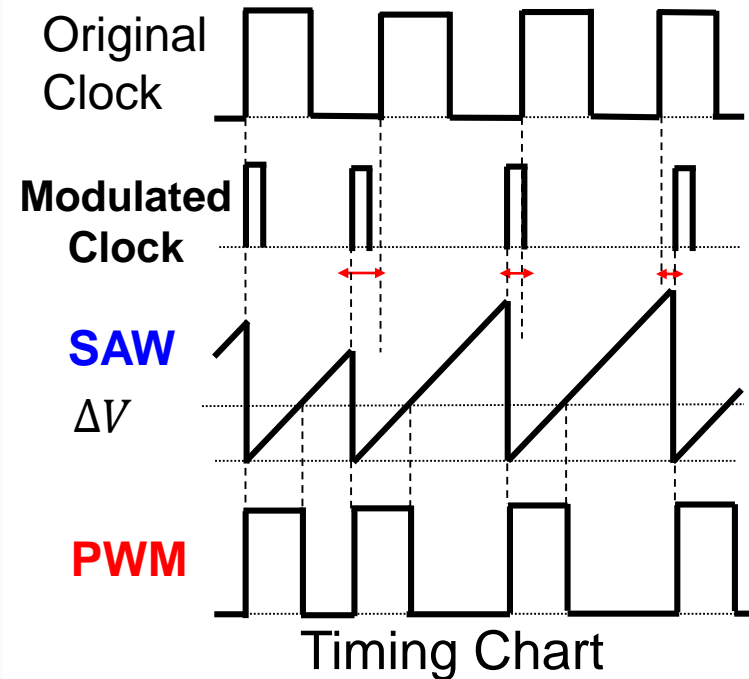 Original
Clock
Modulated
Clock
SAW
ΔV
PWM
Timing Chart